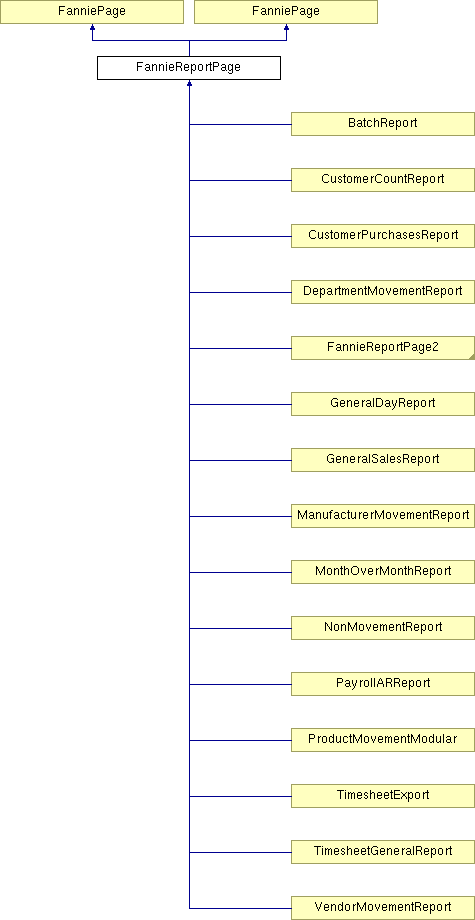 FanniePage
FanniePage
FannieReportPage
BatchReport
CustomerCountReport
CustomerPurchasesReport
DepartmentMovementReport
FannieReportPage2
GeneralDayReport
GeneralSalesReport
ManufacturerMovementReport
MonthOverMonthReport
NonMovementReport
PayrollARReport
ProductMovementModular
TimesheetExport
TimesheetGeneralReport
VendorMovementReport